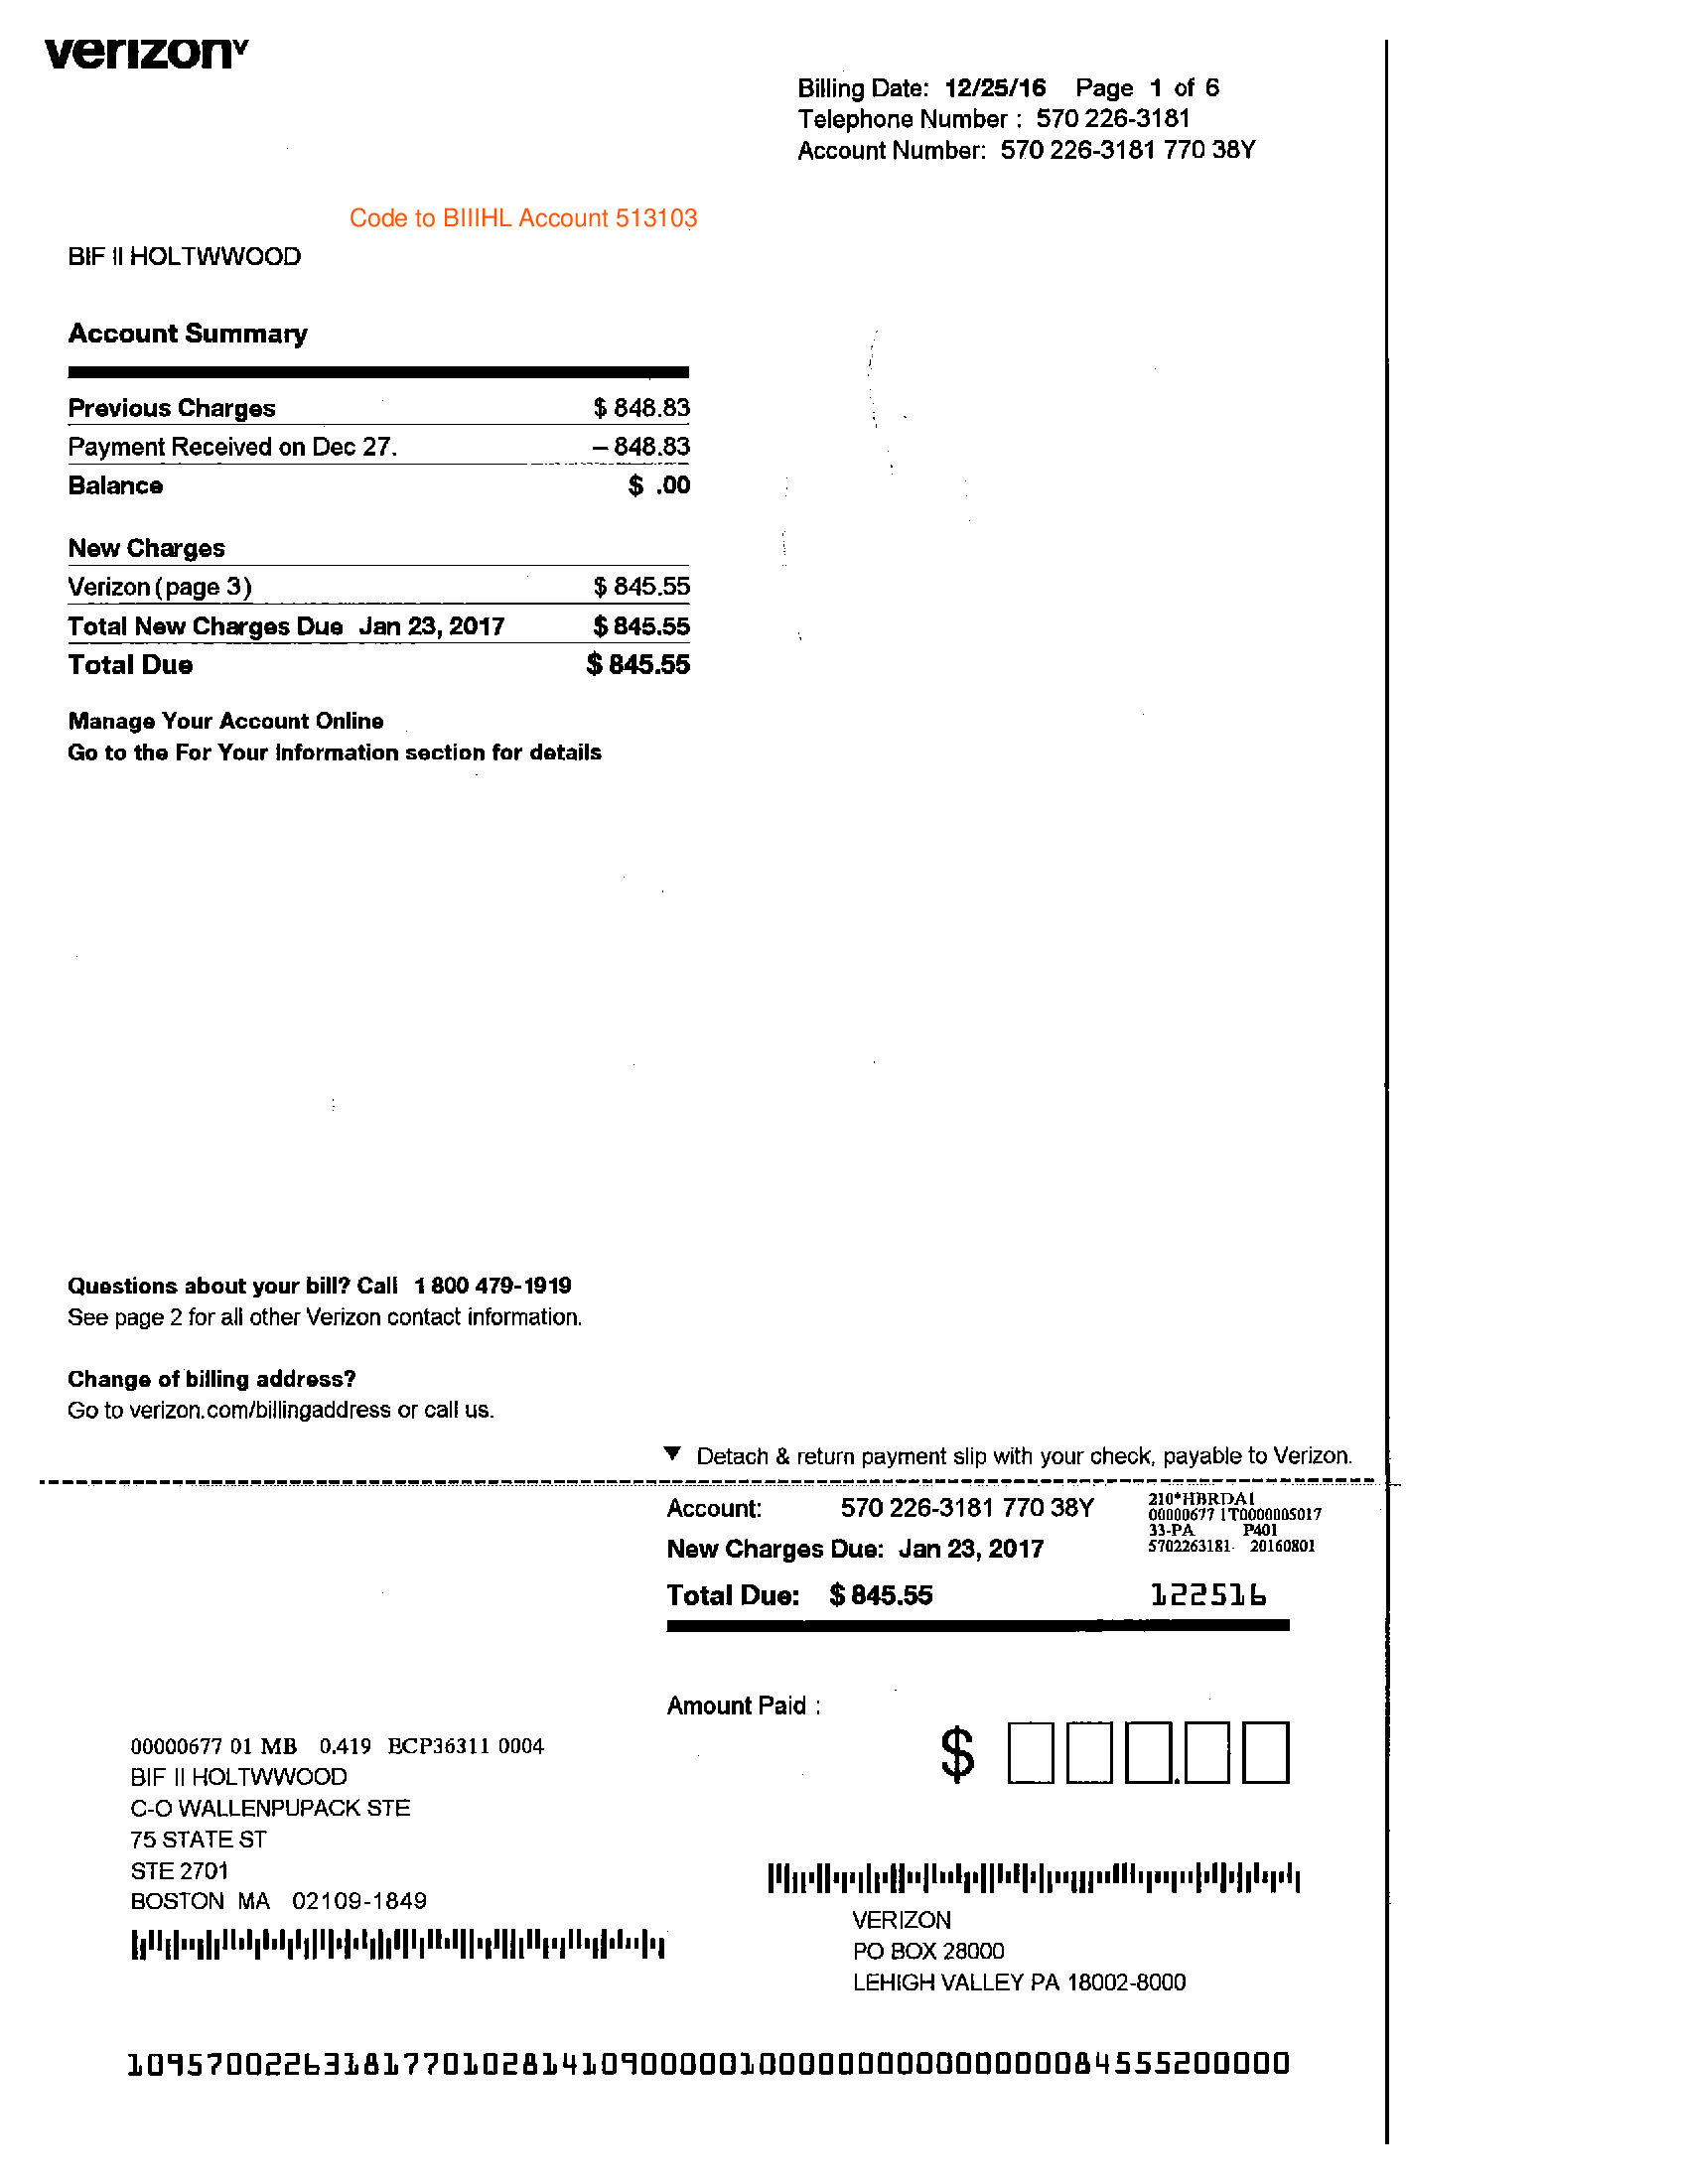 verizon
Billing Date: 12/25/16 Page 1 of 6
Telephone Number : 570 226-3181
Account Number: 570 226-3181 770 38Y
Code to BIIIHL Account 513103
BIF II HOLTWWOOD
Account Summary
Previous Charges $ 848.83
Payment Received on Dec 27. – 848.83
Balance $ .00
New Charges
Verizon (page 3) $ 845.55
Total New Charges Due Jan 23, 2017 $ 845.55
Total Due $ 845.55
Manage Your Account Online
Go to the For Your Information section for details
Questions about your bill? Call 1 800 479-1919
See page 2 for all other Verizon contact information.
Change of billing address?
Go to verizon.com/billingaddress or call us.
▼ Detach & return payment slip with your check, payable to Verizon.
Account: 570 226-3181 770 38Y
New Charges Due: Jan 23, 2017
Total Due: $ 845.55
210*HBRDA1
00000677 1T0000005017
33-PA P401
5702263181- 20160801
122516
Amount Paid :
$
00000677 01 MB 0.419 ECP36311 0004
BIF II HOLTWWOOD
C-O WALLENPUPACK STE
75 STATE ST
STE 2701
BOSTON MA 02109-1849
VERIZON
PO BOX 28000
LEHIGH VALLEY PA 18002-8000